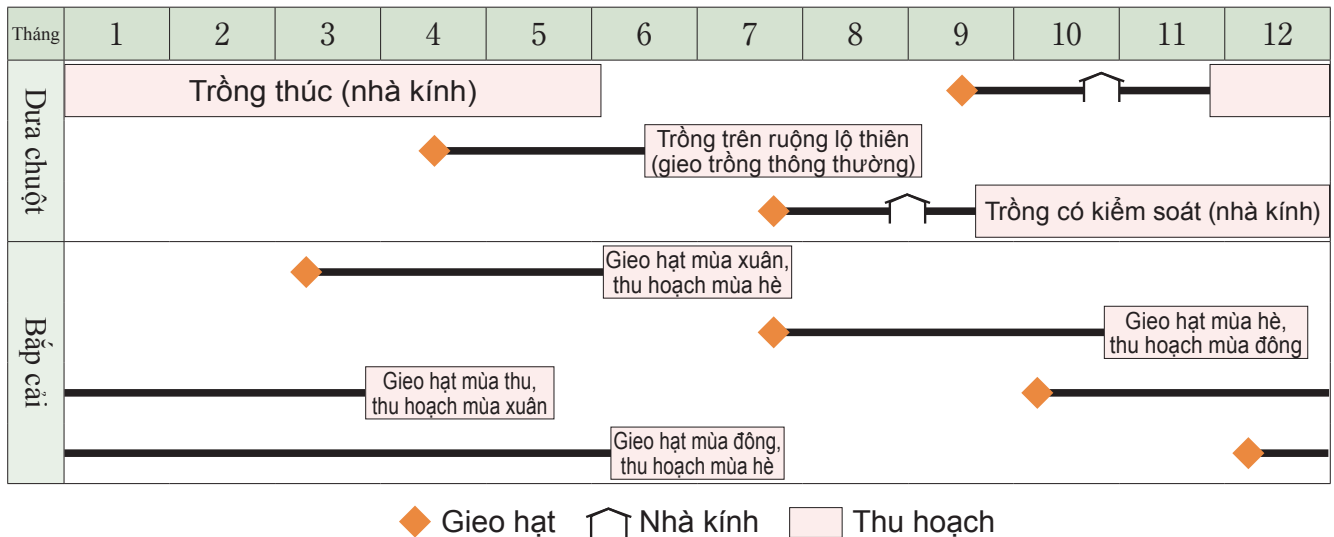 Tháng 1 2 3 4 5 6 7 8 9 10 11 12
Dưa chuột
Trồng thúc (nhà kính)
Trồng trên ruộng lộ thiên
(gieo trồng thông thường)
Trồng có kiểm soát (nhà kính)
Bắp cải
Gieo hạt mùa xuân,
thu hoạch mùa hè
Gieo hạt mùa hè,
thu hoạch mùa đông
Gieo hạt mùa thu,
thu hoạch mùa xuân
Gieo hạt mùa đông,
thu hoạch mùa hè
Gieo hạt Nhà kính Thu hoạch